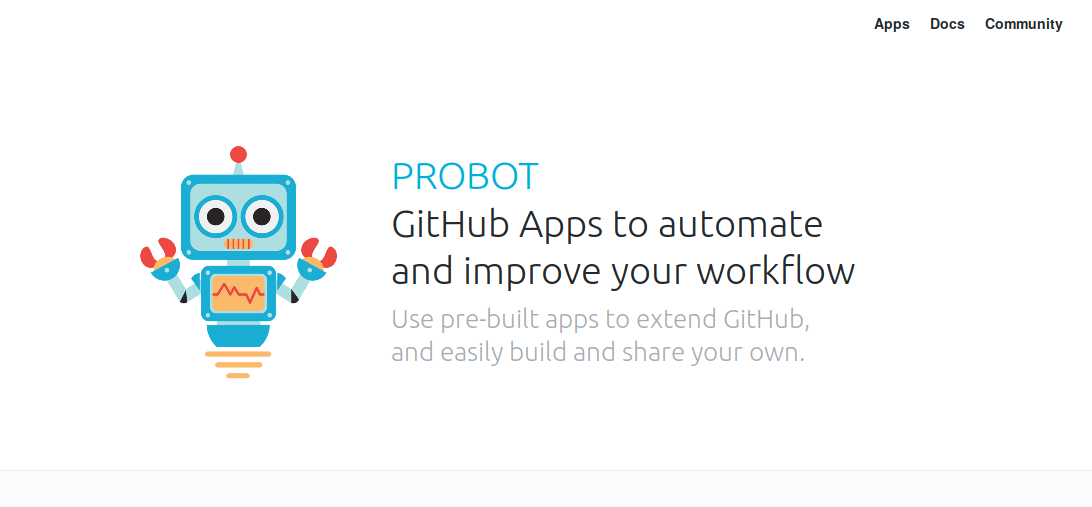 Apps Docs Community
PROBOT
GitHub Apps to automate
and improve your workflow
Use pre-built apps to extend GitHub,
and easily build and share your own.